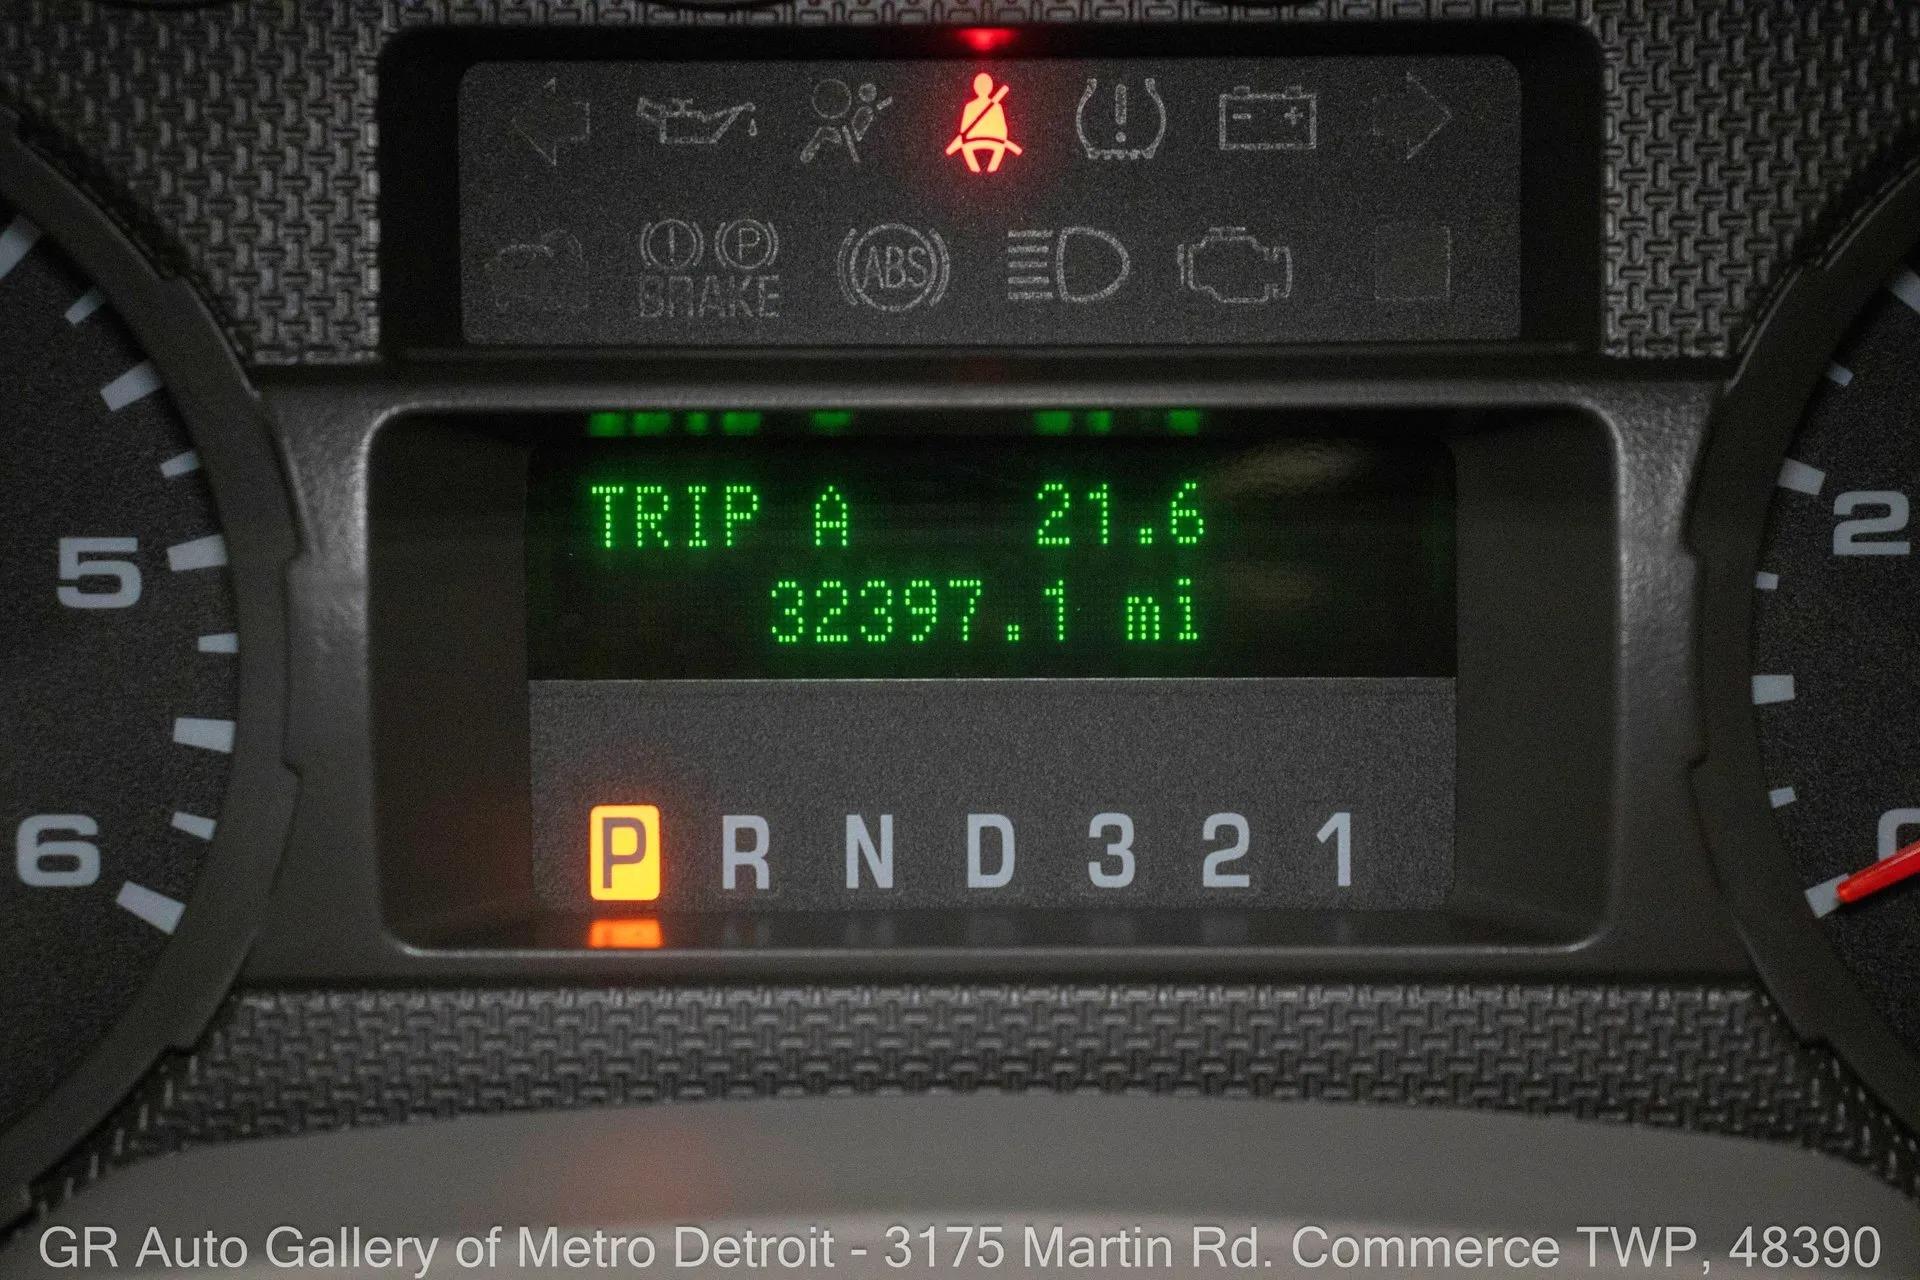 BRAKE
ABS
TRIP A 21.6
32397.1 mi
5
2
6
P R N D 3 2 1
GR Auto Gallery of Metro Detroit - 3175 Martin Rd. Commerce TWP, 48390